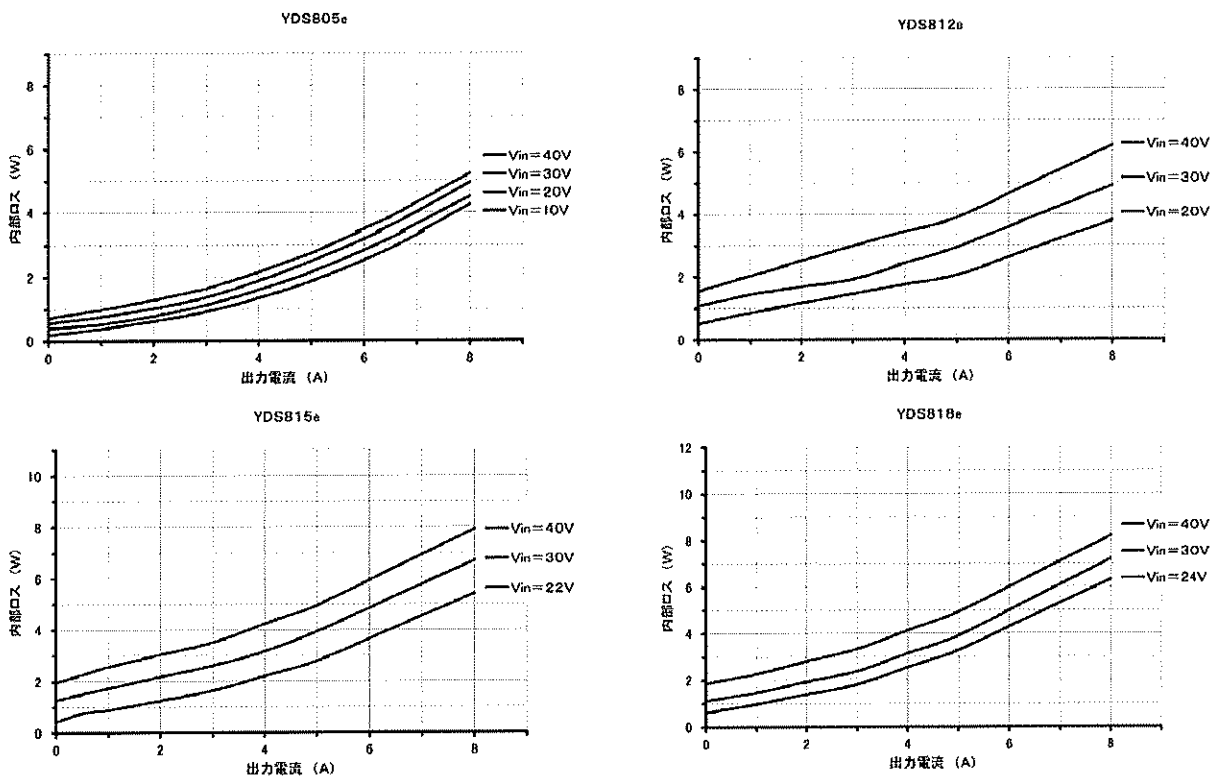 YDS805e
8
6
4
2
0
内部ロス (W)
Vin=40V
Vin=30V
Vin=20V
Vin=10V
0 2 4 6 8
出力電流 (A)
YDS812e
8
6
4
2
0
内部ロス (W)
Vin=40V
Vin=30V
Vin=20V
0 2 4 6 8
出力電流 (A)
YDS815e
10
8
6
4
2
0
内部ロス (W)
Vin=40V
Vin=30V
Vin=22V
0 2 4 6 8
出力電流 (A)
YDS818e
12
10
8
6
4
2
0
内部ロス (W)
Vin=40V
Vin=30V
Vin=24V
0 2 4 6 8
出力電流 (A)